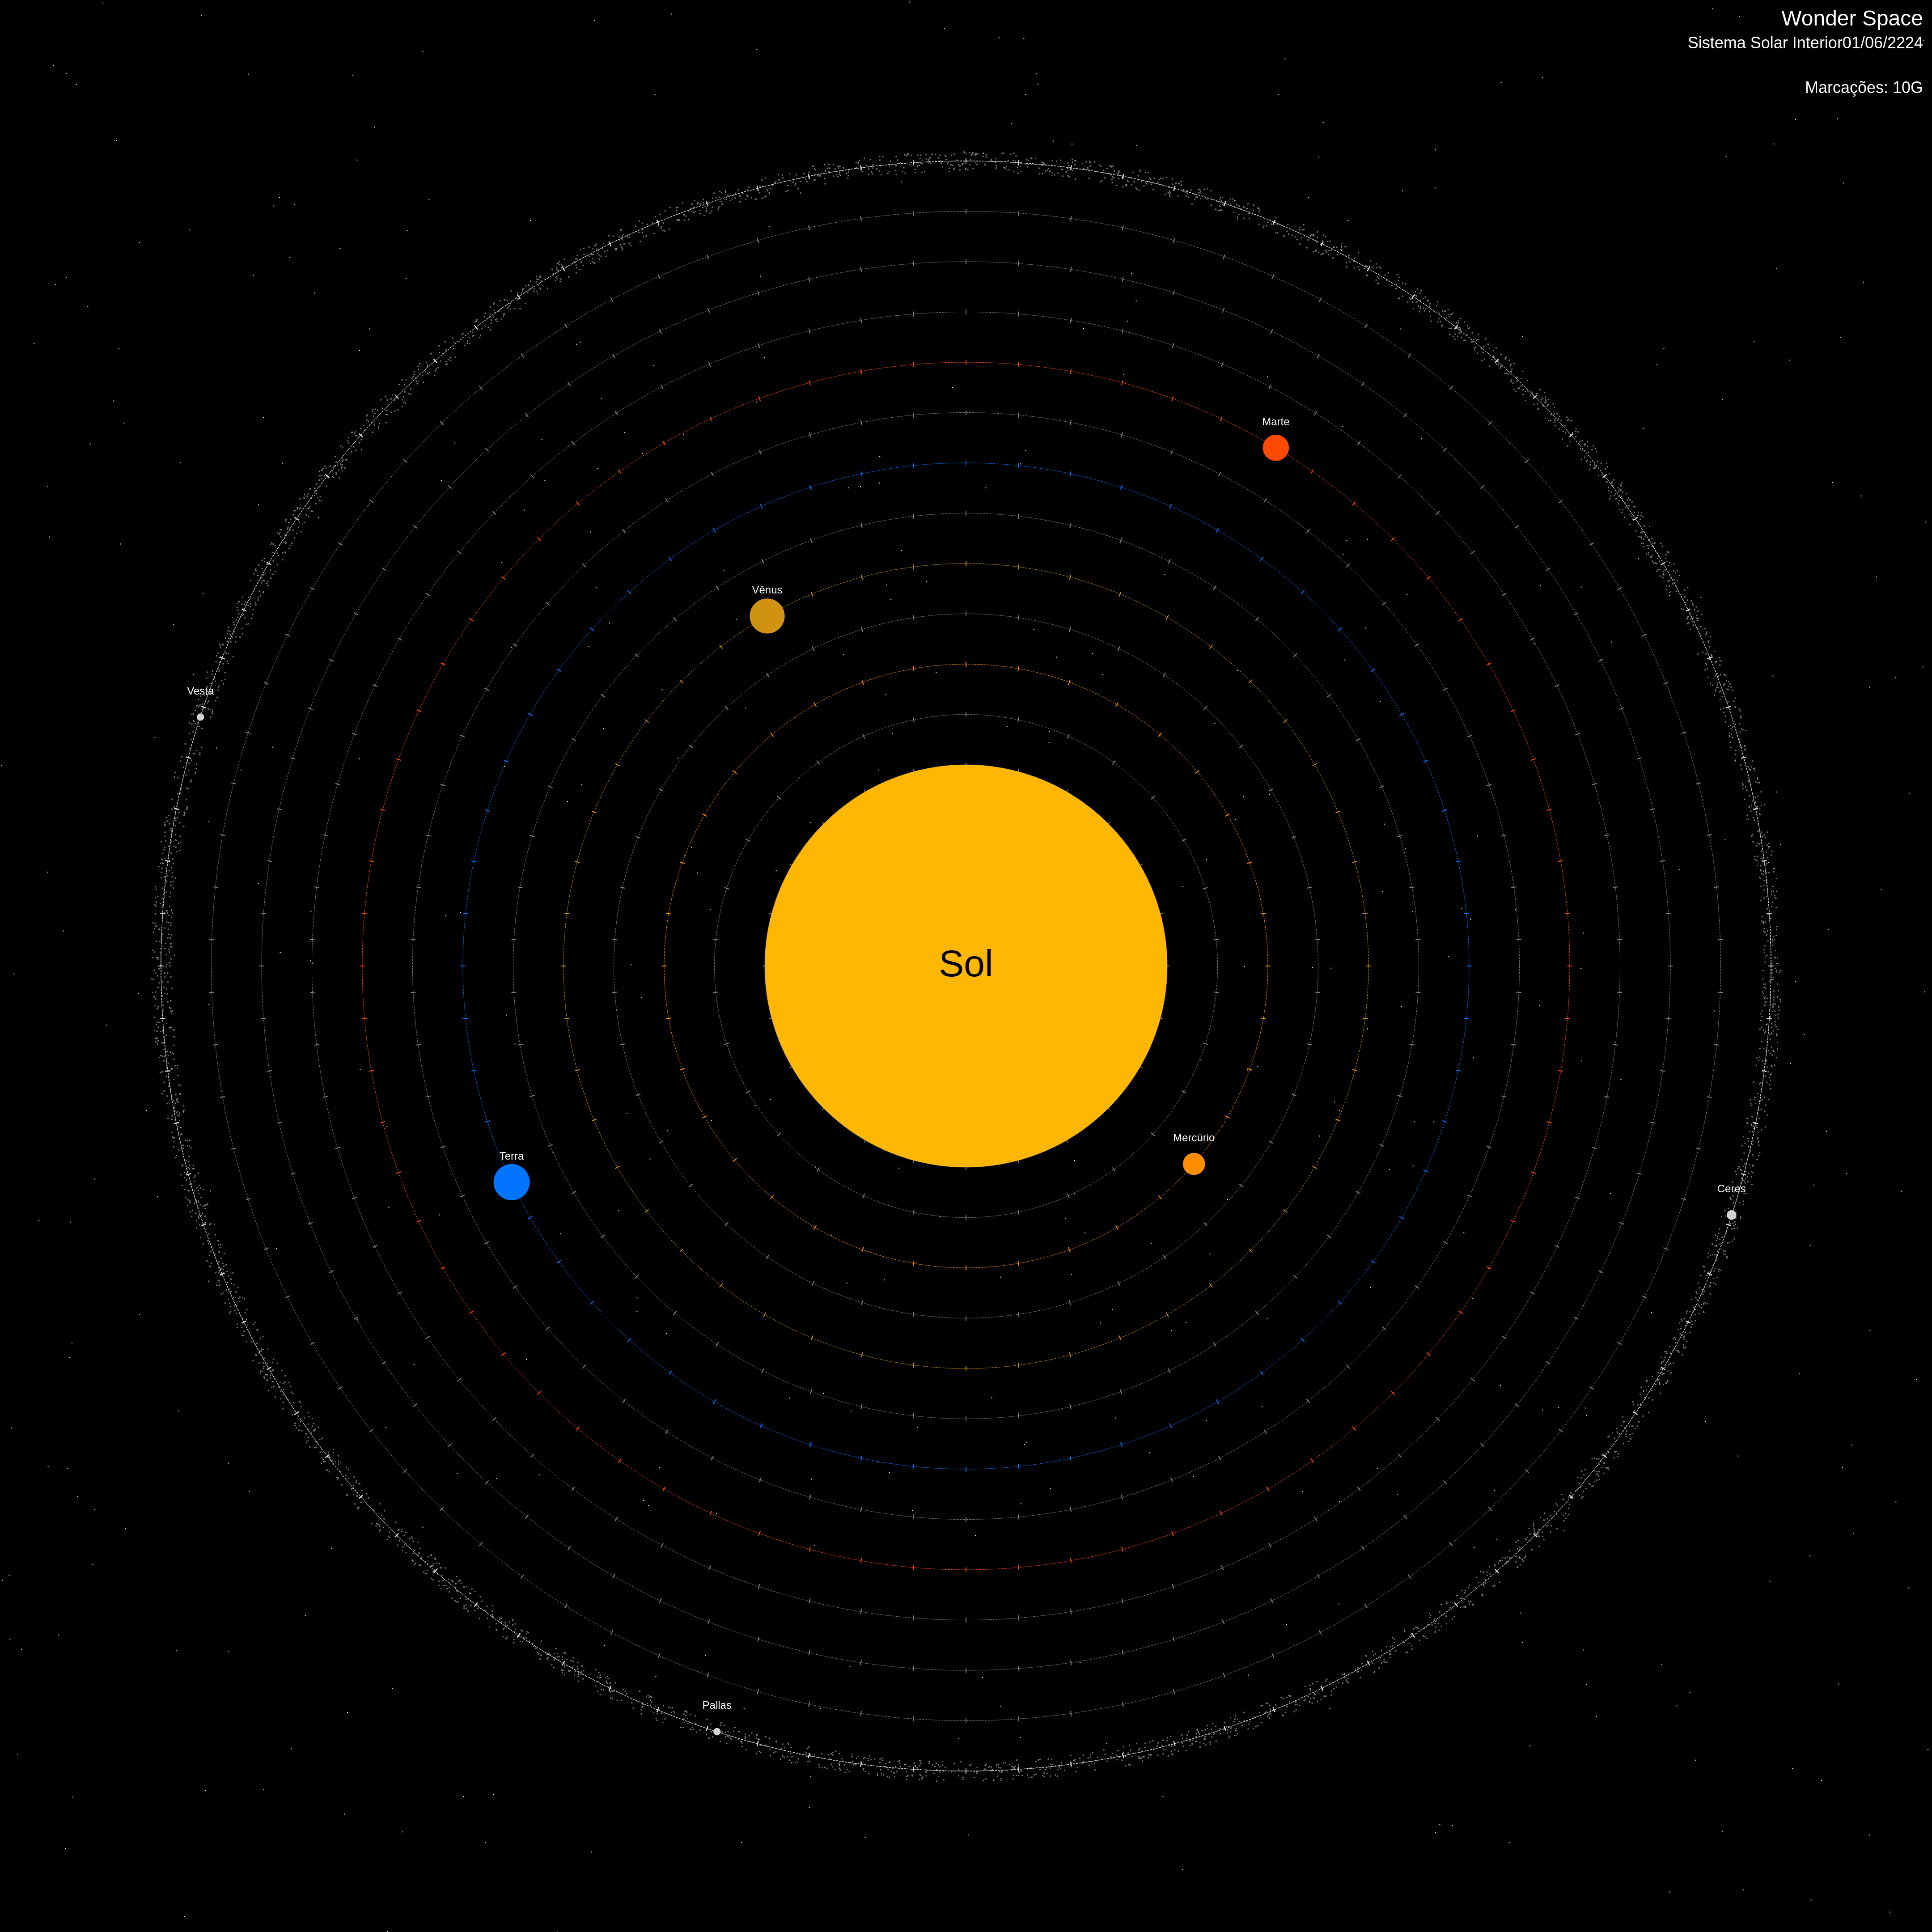 Wonder Space
Sistema Solar Interior01/06/2224
Marcações: 10G
Marte
Vênus
Vesta
Sol
Mercúrio
Terra
Ceres
Pallas